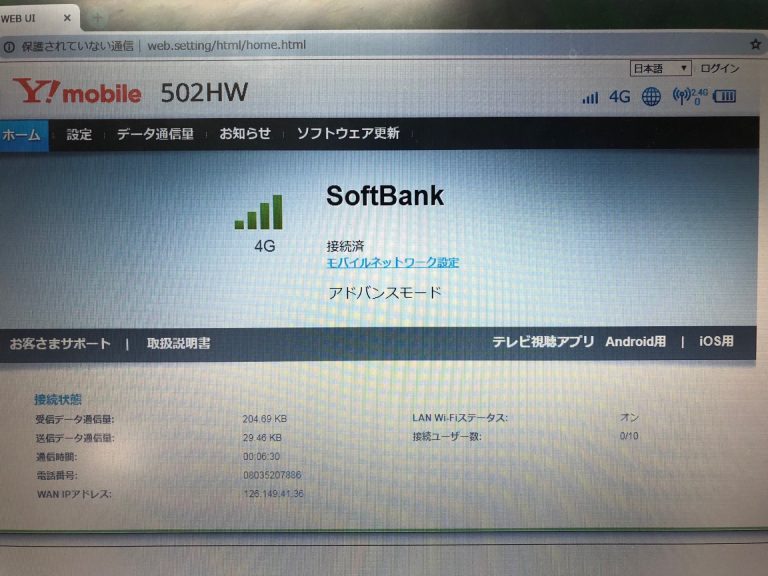 WEB UI ×
保護されていない通信 | web.setting/html/home.html
日本語 ▼ ログイン
Y!mobile 502HW
4G 2.4G 0
ホーム 設定 データ通信量 お知らせ ソフトウェア更新
SoftBank
4G
接続済
モバイルネットワーク設定
アドバンスモード
お客さまサポート | 取扱説明書 テレビ視聴アプリ Android用 | iOS用
接続状態
受信データ通信量: 204.69 KB LAN Wi-Fiステータス: オン
送信データ通信量: 29.46 KB 接続ユーザー数: 0/10
通信時間: 00:06:30
電話番号: 08035207886
WAN IPアドレス: 126.149.41.36